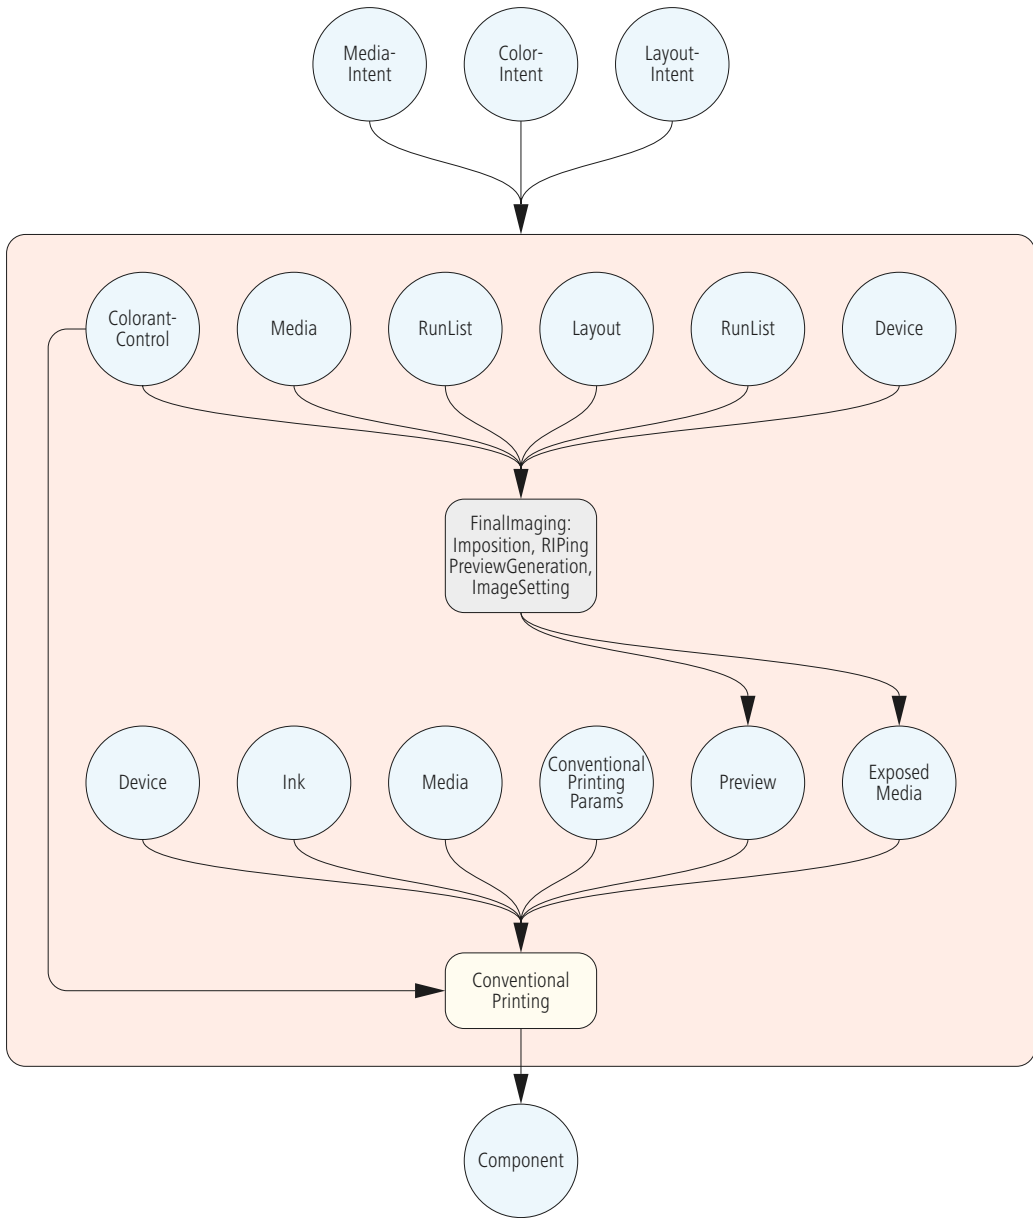 Media-
Intent
Color-
Intent
Layout-
Intent
Colorant-
Control
Media
RunList
Layout
RunList
Device
FinalImaging:
Imposition, RIPing
PreviewGeneration,
ImageSetting
Device
Ink
Media
Conventional
Printing
Params
Preview
Exposed
Media
Conventional
Printing
Component